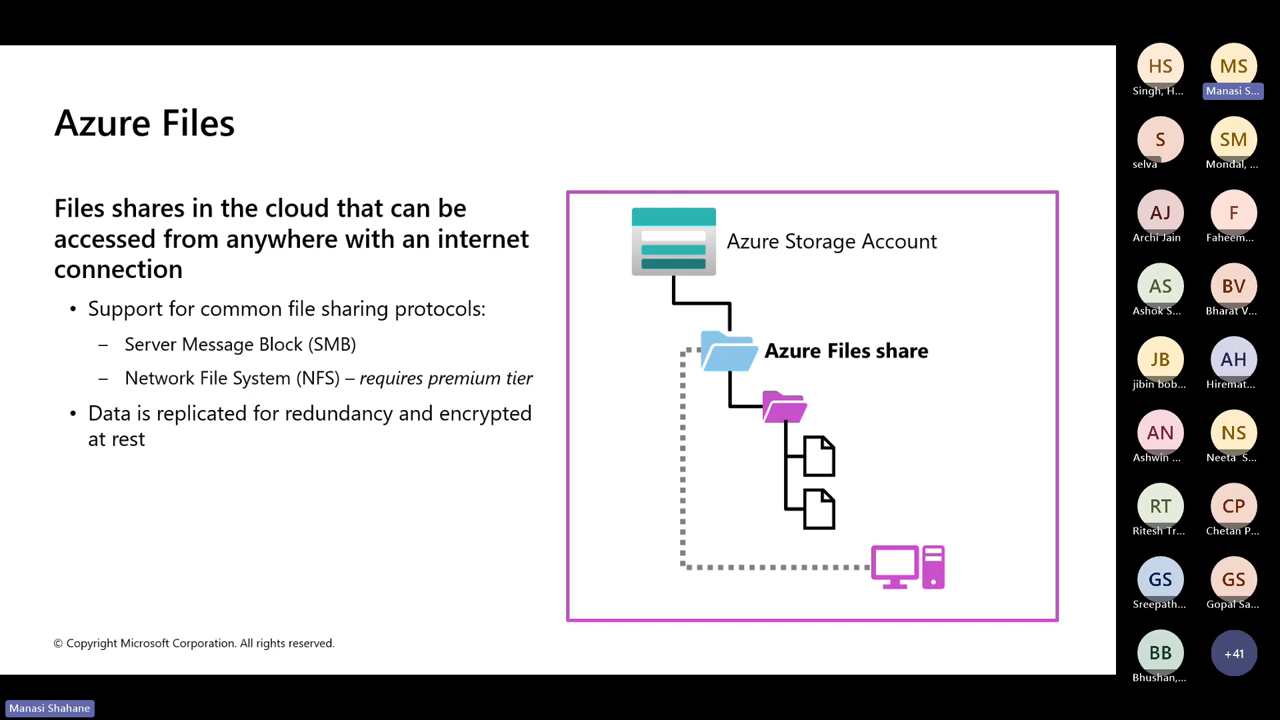 Azure Files
Files shares in the cloud that can be
accessed from anywhere with an internet
connection
• Support for common file sharing protocols:
– Server Message Block (SMB)
– Network File System (NFS) – requires premium tier
• Data is replicated for redundancy and encrypted
at rest
Azure Storage Account
Azure Files share
© Copyright Microsoft Corporation. All rights reserved.
Manasi Shahane
HS
Singh, H...
MS
Manasi S...
S
selva
SM
Mondal, ...
AJ
Archi Jain
F
Faheem...
AS
Ashok S...
BV
Bharat V...
JB
jibin bob...
AH
Hiremat...
AN
Ashwin ...
NS
Neeta S...
RT
Ritesh Tr...
CP
Chetan P...
GS
Sreepath...
GS
Gopal Sa...
BB
Bhushan,...
+41